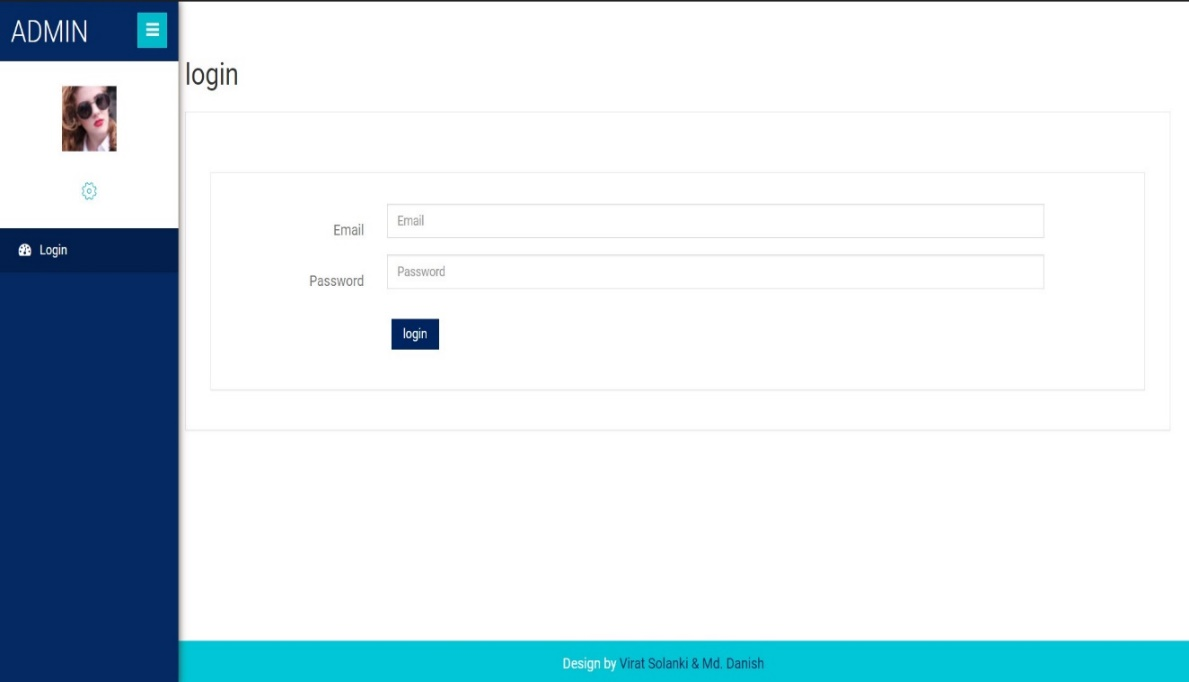 ADMIN
login
Login
Email Email
Password Password
login
Design by Virat Solanki & Md. Danish